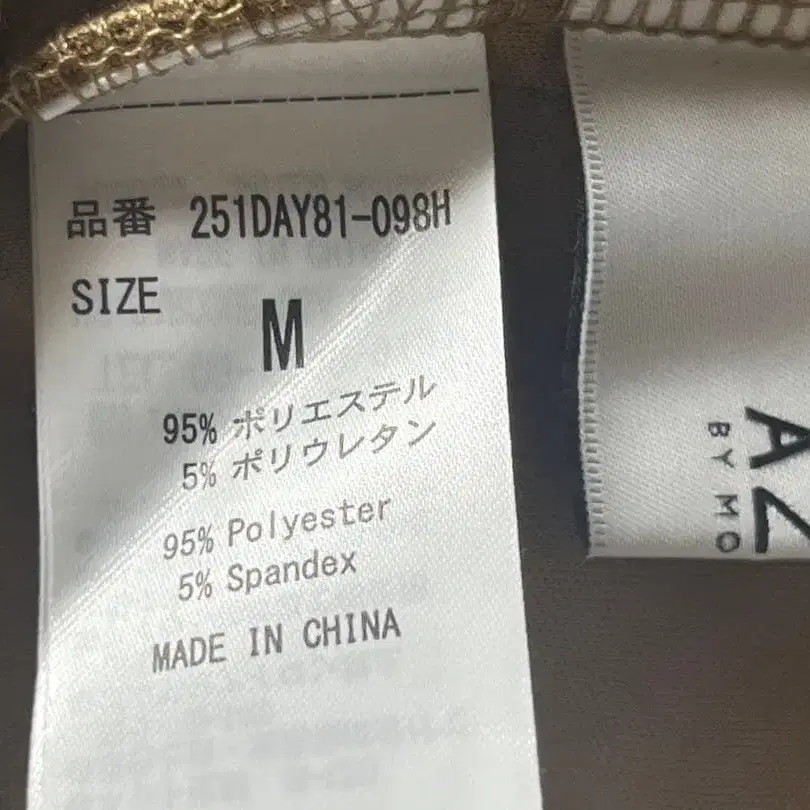 品番 251DAY81-098H
SIZE
M
95% ポリエステル
5% ポリウレタン
95% Polyester
5% Spandex
MADE IN CHINA
AZ
BY MO